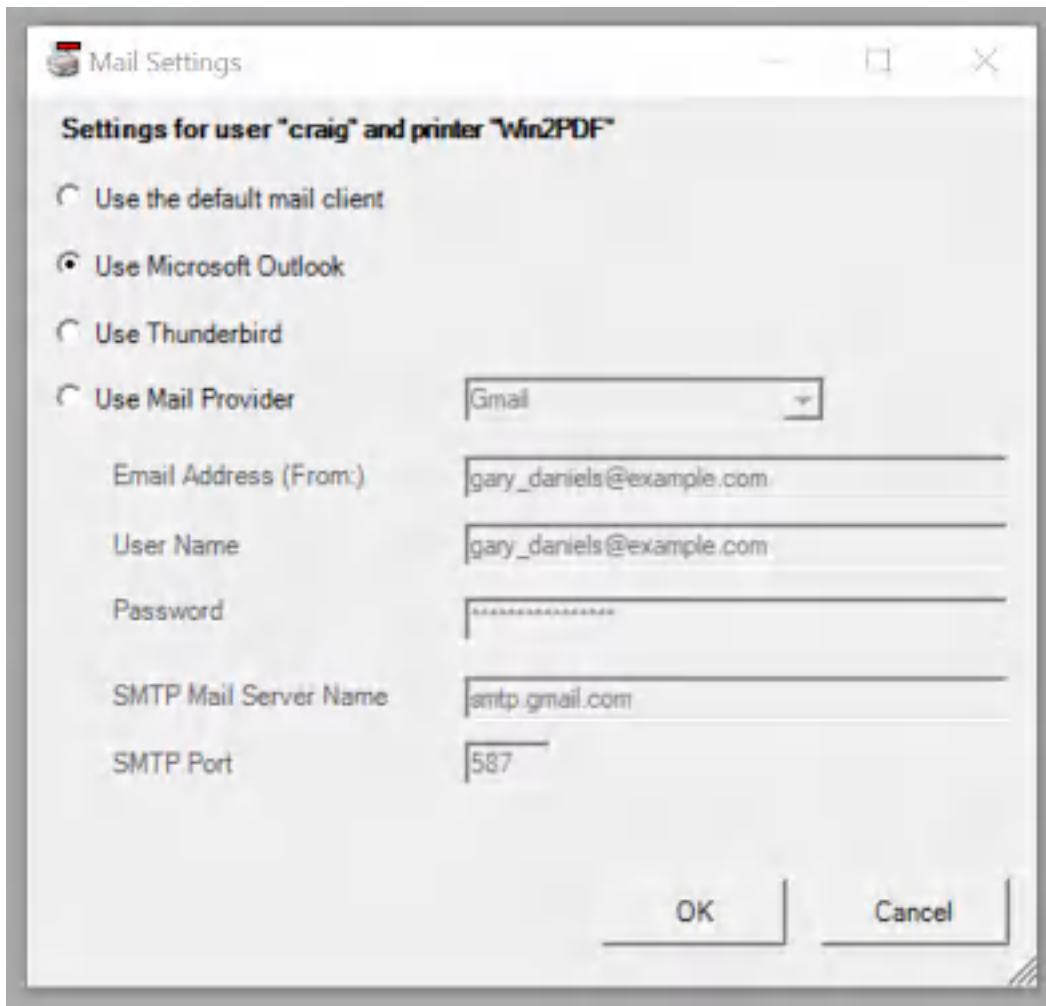 Mail Settings
Settings for user "craig" and printer "Win2PDF"
Use the default mail client
Use Microsoft Outlook
Use Thunderbird
Use Mail Provider Gmail
Email Address (From:) gary_daniels@example.com
User Name gary_daniels@example.com
Password ****************
SMTP Mail Server Name smtp.gmail.com
SMTP Port 587
OK Cancel